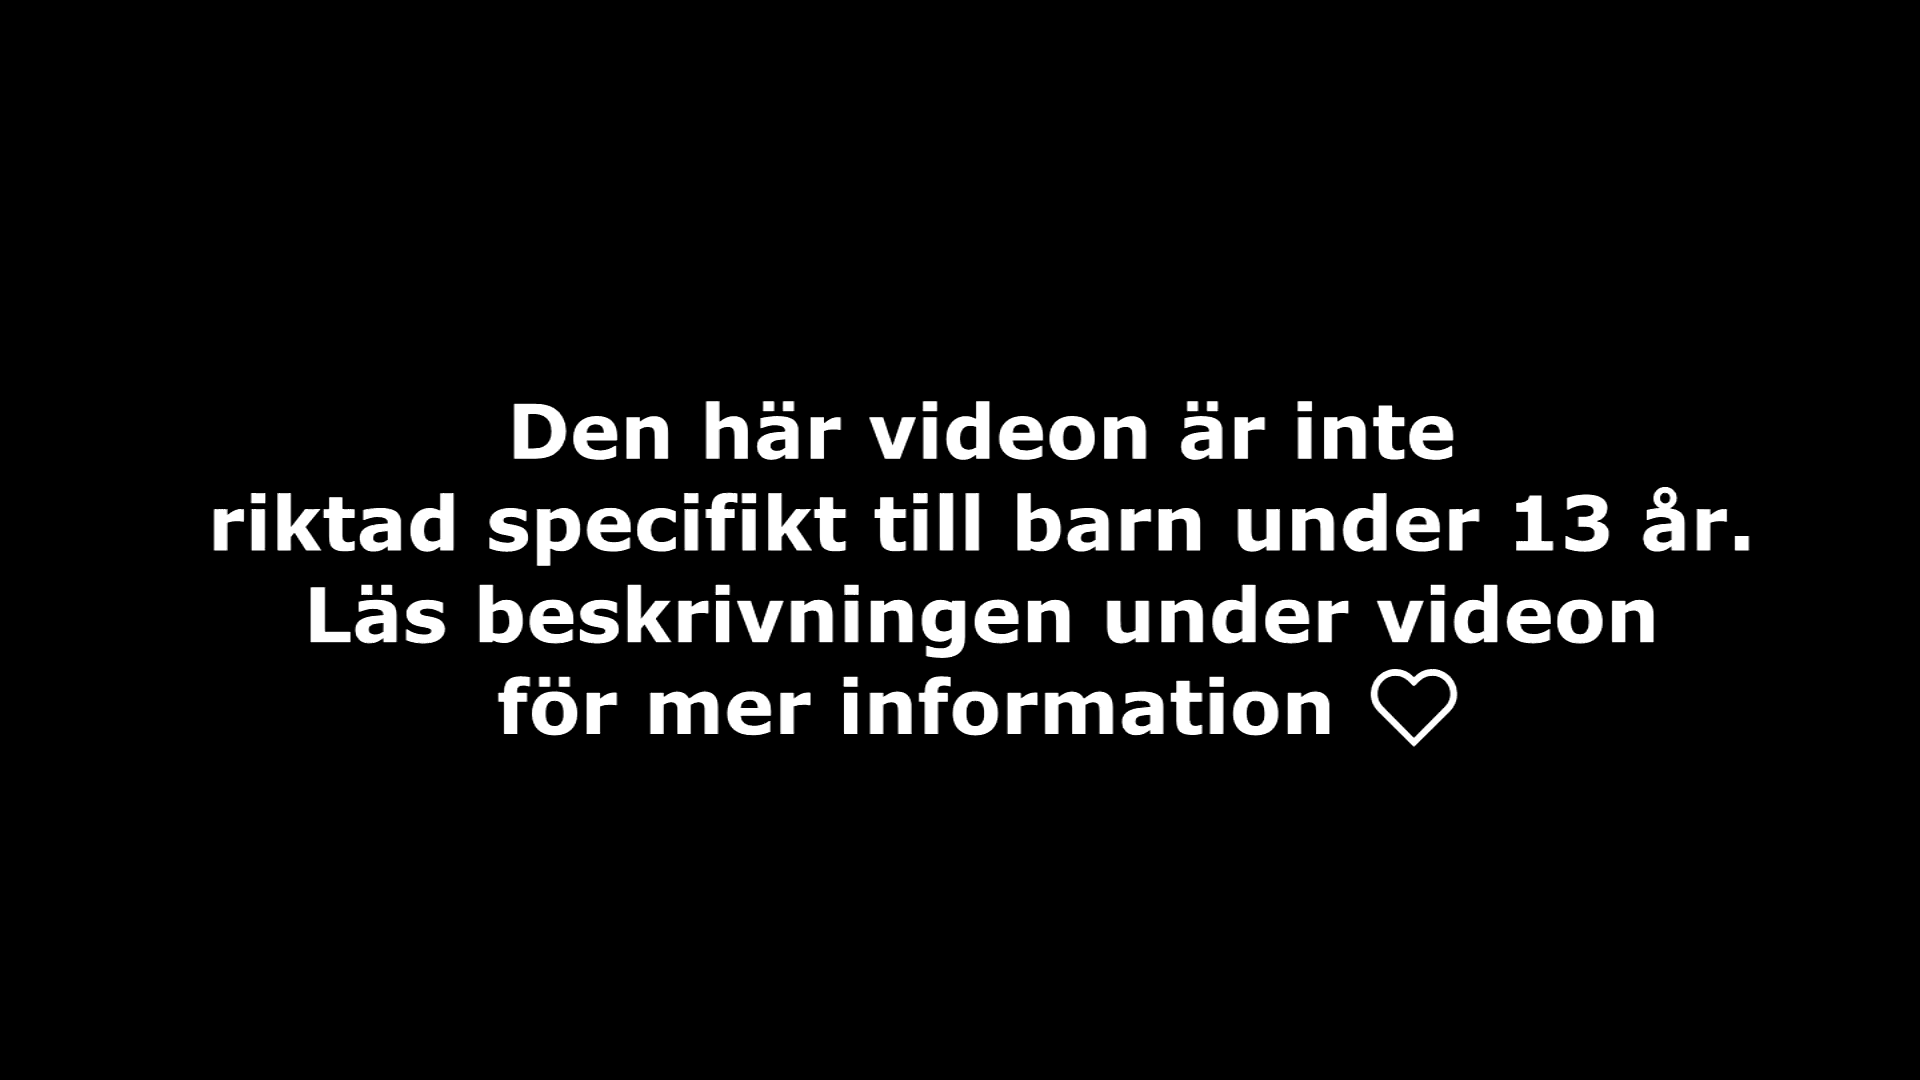 Den här videon är inte
riktad specifikt till barn under 13 år.
Läs beskrivningen under videon
för mer information ♡